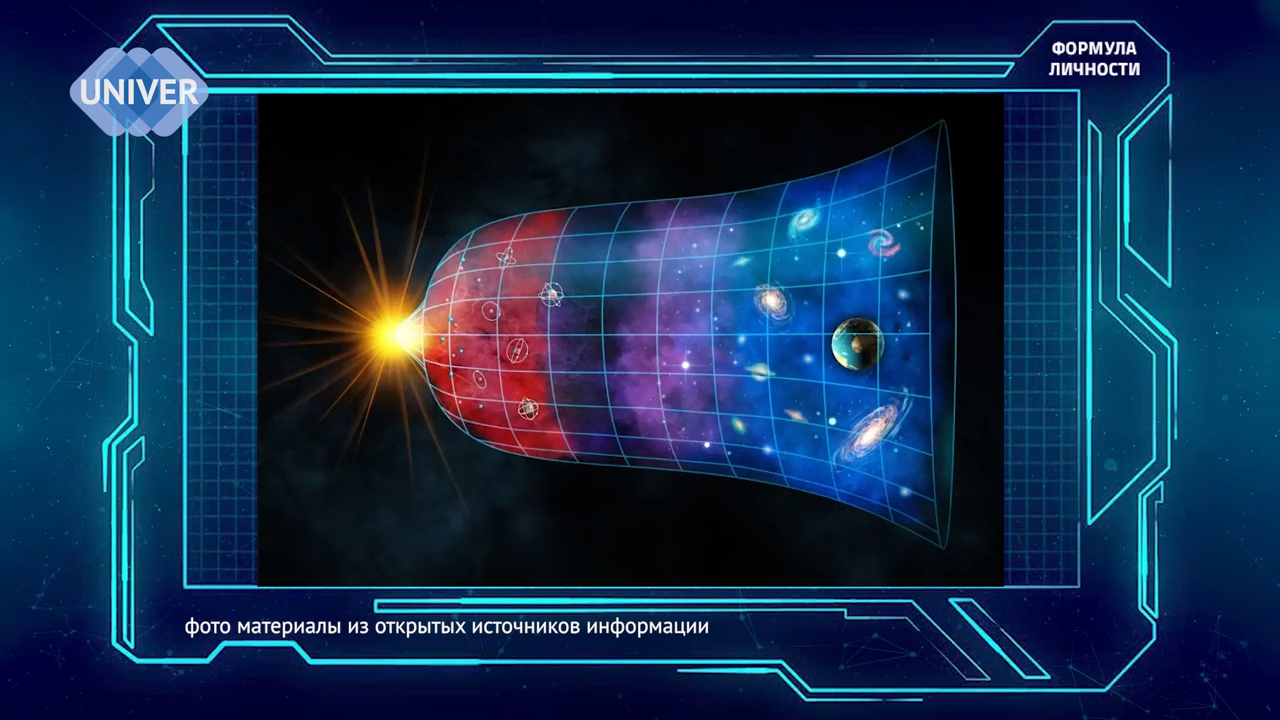 UNIVER
ФОРМУЛА
ЛИЧНОСТИ
фото материалы из открытых источников информации